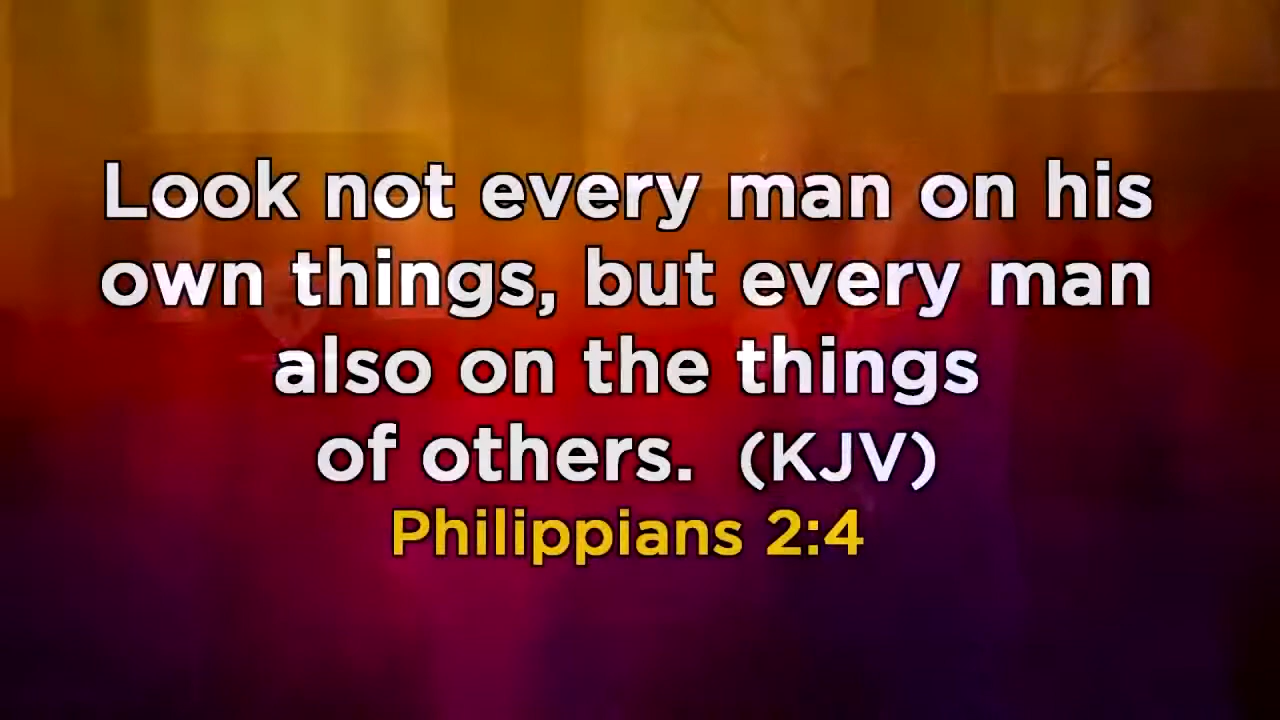 Look not every man on his
own things, but every man
also on the things
of others. (KJV)
Philippians 2:4